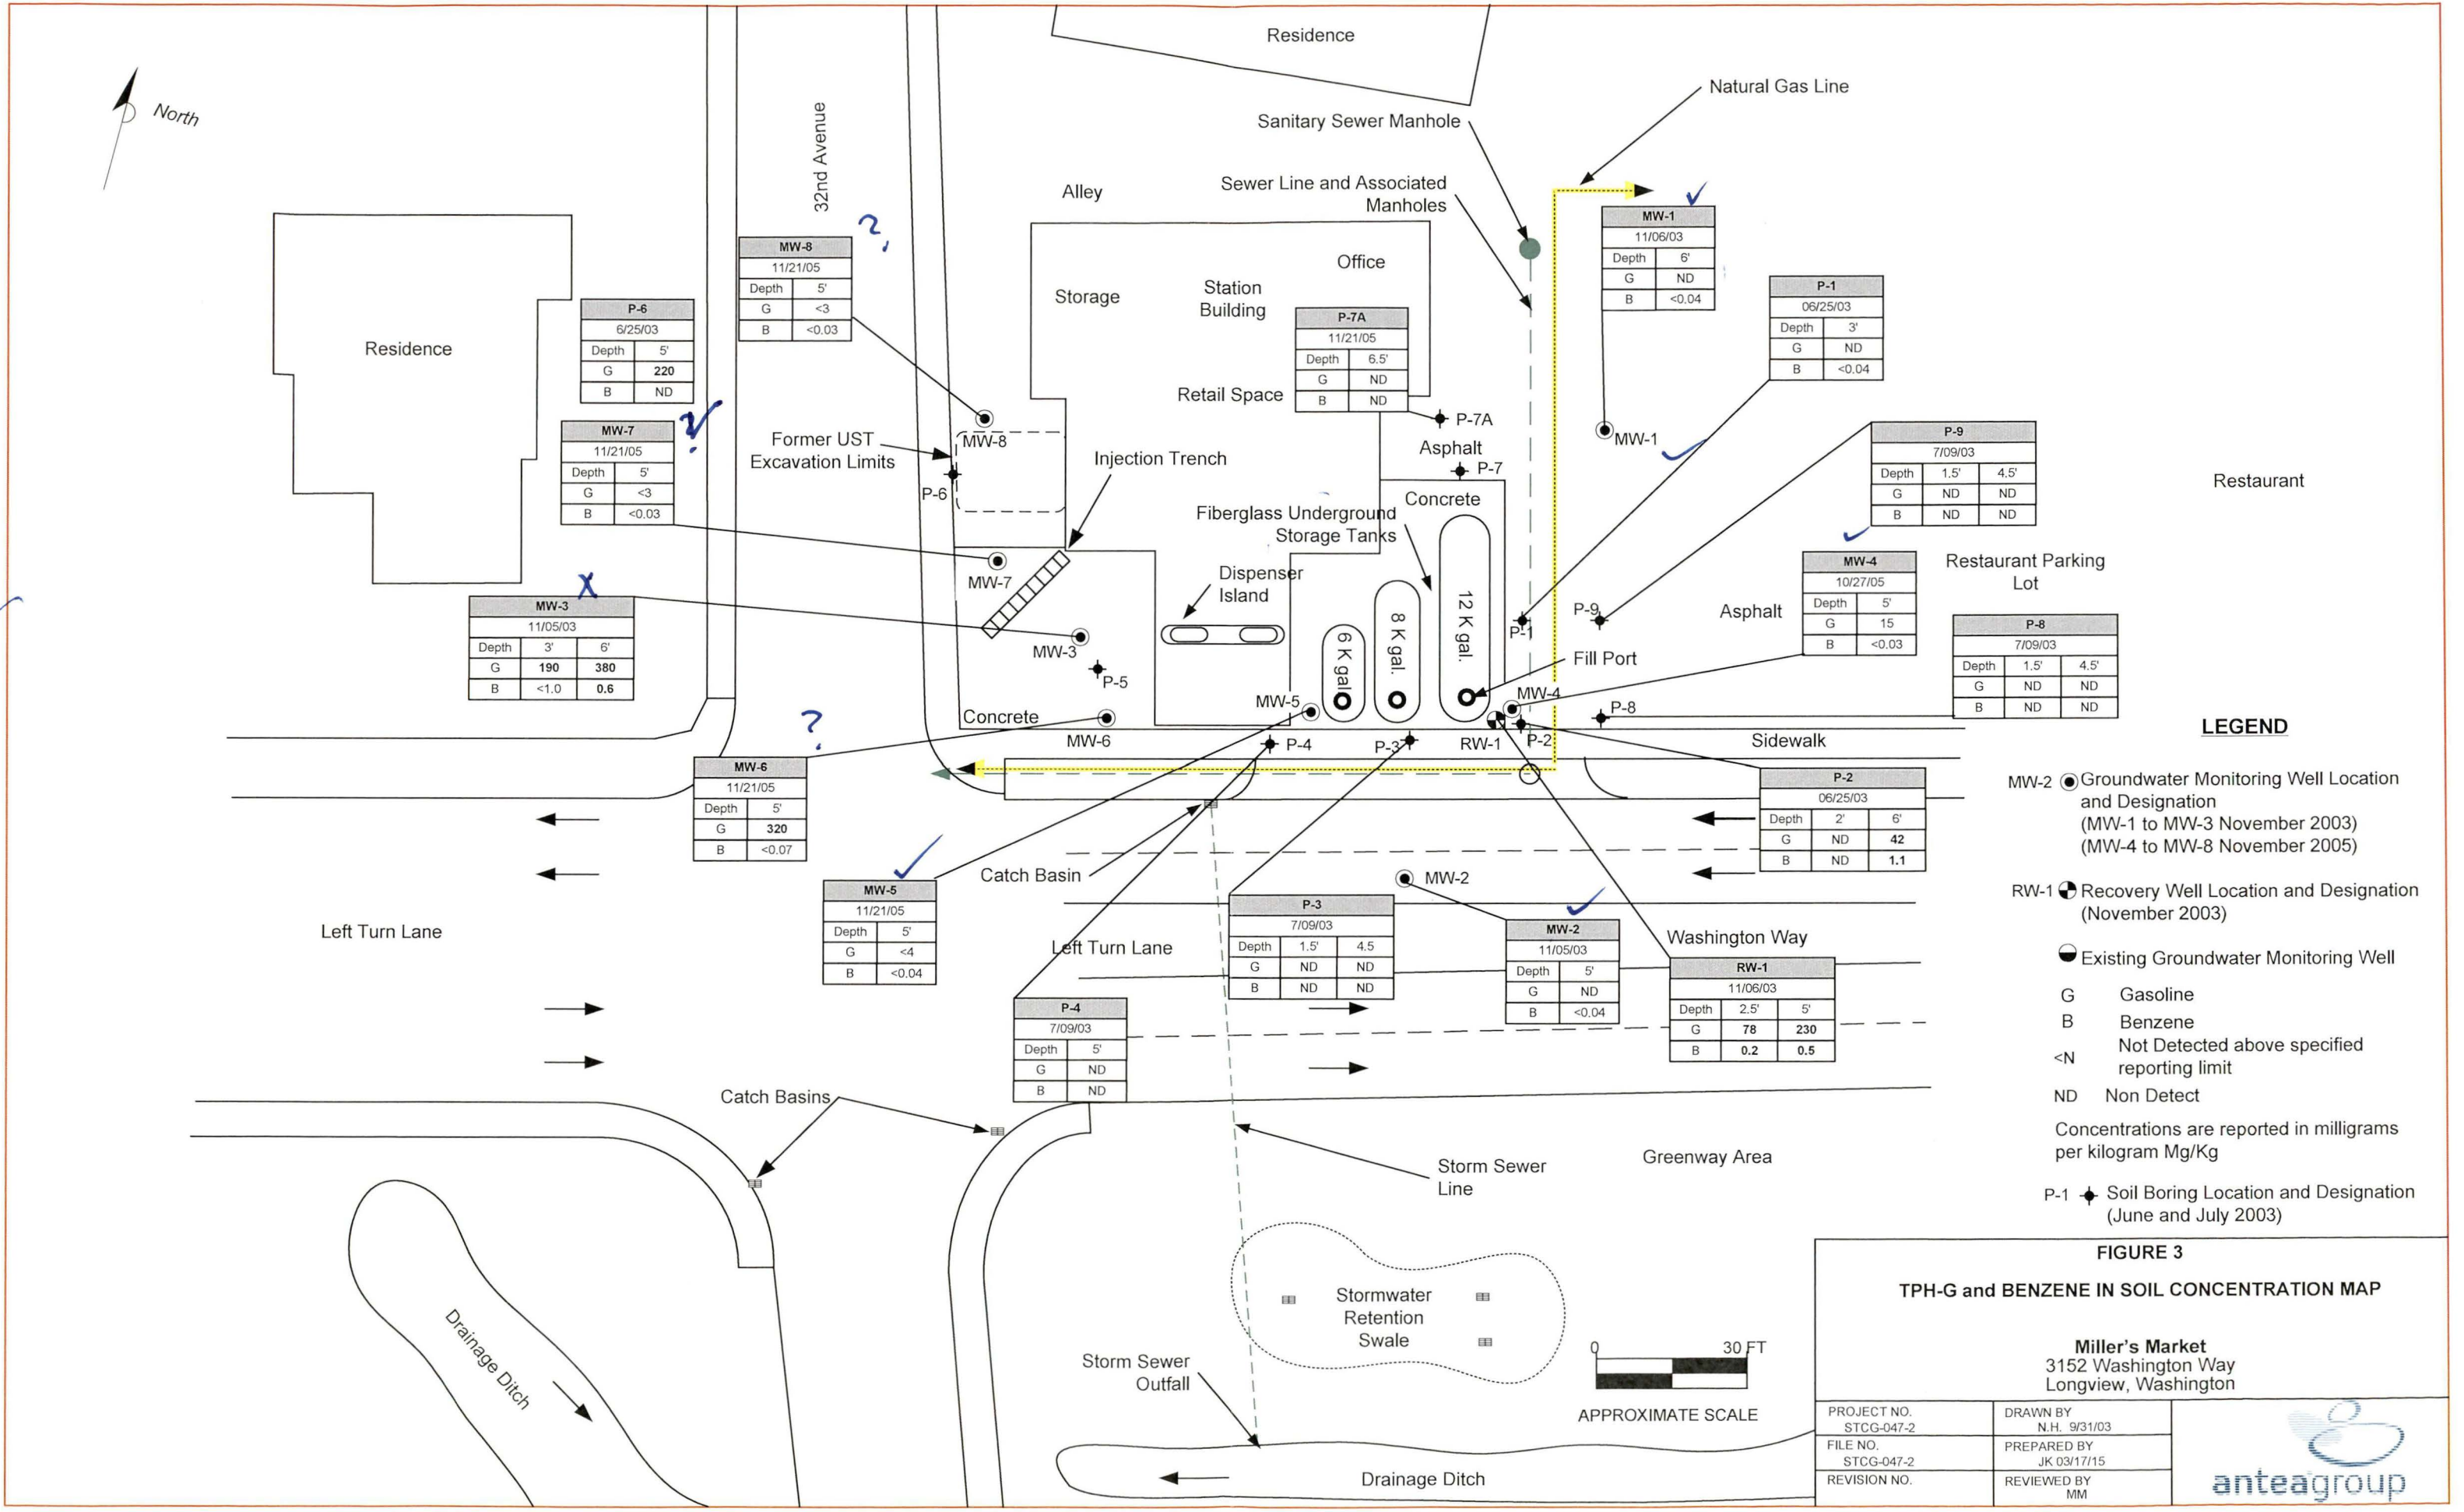 Residence
Natural Gas Line
North
32nd Avenue
Sanitary Sewer Manhole
Alley
Sewer Line and Associated
Manholes
MW-1
11/06/03
Depth 6'
G ND
B <0.04
?
MW-8
11/21/05
Depth 5'
G <3
B <0.03
Office
Storage
Station
Building
P-1
06/25/03
Depth 3'
G ND
B <0.04
P-6
6/25/03
Depth 5'
G 220
B ND
P-7A
11/21/05
Depth 6.5'
G ND
B ND
Residence
Retail Space
P-7A
MW-7
11/21/05
Depth 5'
G <3
B <0.03
?
Former UST
Excavation Limits
MW-8
Injection Trench
Asphalt
P-7
MW-1
P-9
7/09/03
Depth 1.5' 4.5'
G ND ND
B ND ND
Restaurant
P-6
Concrete
Fiberglass Underground
Storage Tanks
MW-7
Dispenser
Island
MW-4
10/27/05
Depth 5'
G 15
B <0.03
Restaurant Parking
Lot
X
MW-3
11/05/03
Depth 3' 6'
G 190 380
B <1.0 0.6
6 K gal.
8 K gal.
12 K gal.
P-1
P-9
Asphalt
P-8
7/09/03
Depth 1.5' 4.5'
G ND ND
B ND ND
MW-3
P-5
Fill Port
MW-5
MW-4
P-8
Concrete
MW-6
P-4
P-3
RW-1
P-2
Sidewalk
?
MW-6
11/21/05
Depth 5'
G 320
B <0.07
P-2
06/25/03
Depth 2' 6'
G ND 42
B ND 1.1
Catch Basin
MW-2
MW-5
11/21/05
Depth 5'
G <4
B <0.04
P-3
7/09/03
Depth 1.5' 4.5
G ND ND
B ND ND
MW-2
11/05/03
Depth 5'
G ND
B <0.04
Washington Way
Left Turn Lane
Left Turn Lane
RW-1
11/06/03
Depth 2.5' 5'
G 78 230
B 0.2 0.5
P-4
7/09/03
Depth 5'
G ND
B ND
Catch Basins
Storm Sewer
Line
Greenway Area
Stormwater
Retention
Swale
Drainage Ditch
Storm Sewer
Outfall
0 30 FT
APPROXIMATE SCALE
Drainage Ditch
LEGEND
MW-2 Groundwater Monitoring Well Location
and Designation
(MW-1 to MW-3 November 2003)
(MW-4 to MW-8 November 2005)
RW-1 Recovery Well Location and Designation
(November 2003)
Existing Groundwater Monitoring Well
G Gasoline
B Benzene
<N Not Detected above specified
reporting limit
ND Non Detect
Concentrations are reported in milligrams
per kilogram Mg/Kg
P-1 Soil Boring Location and Designation
(June and July 2003)
FIGURE 3
TPH-G and BENZENE IN SOIL CONCENTRATION MAP
Miller's Market
3152 Washington Way
Longview, Washington
PROJECT NO.
STCG-047-2
DRAWN BY
N.H. 9/31/03
FILE NO.
STCG-047-2
PREPARED BY
JK 03/17/15
REVISION NO.
REVIEWED BY
MM
anteagroup